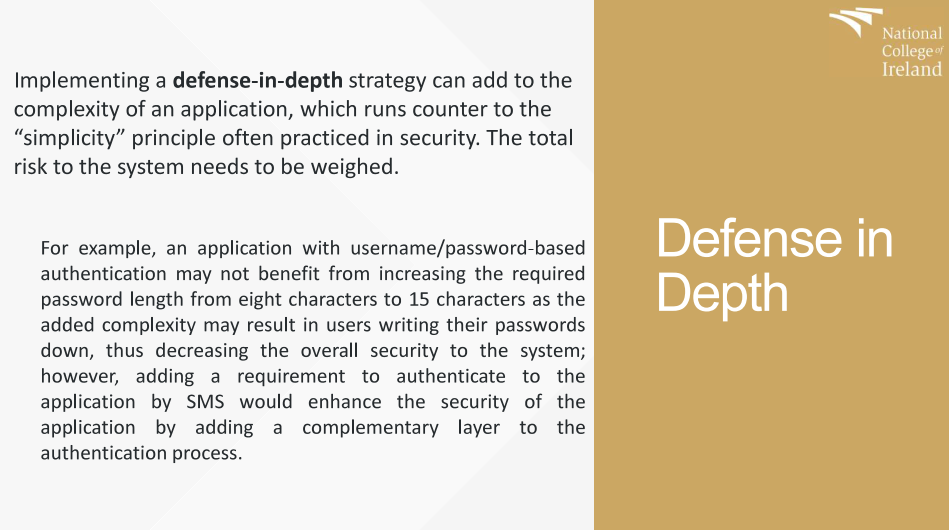 National
College of
Ireland
Implementing a defense-in-depth strategy can add to the
complexity of an application, which runs counter to the
“simplicity” principle often practiced in security. The total
risk to the system needs to be weighed.
For example, an application with username/password-based
authentication may not benefit from increasing the required
password length from eight characters to 15 characters as the
added complexity may result in users writing their passwords
down, thus decreasing the overall security to the system;
however, adding a requirement to authenticate to the
application by SMS would enhance the security of the
application by adding a complementary layer to the
authentication process.
Defense in
Depth